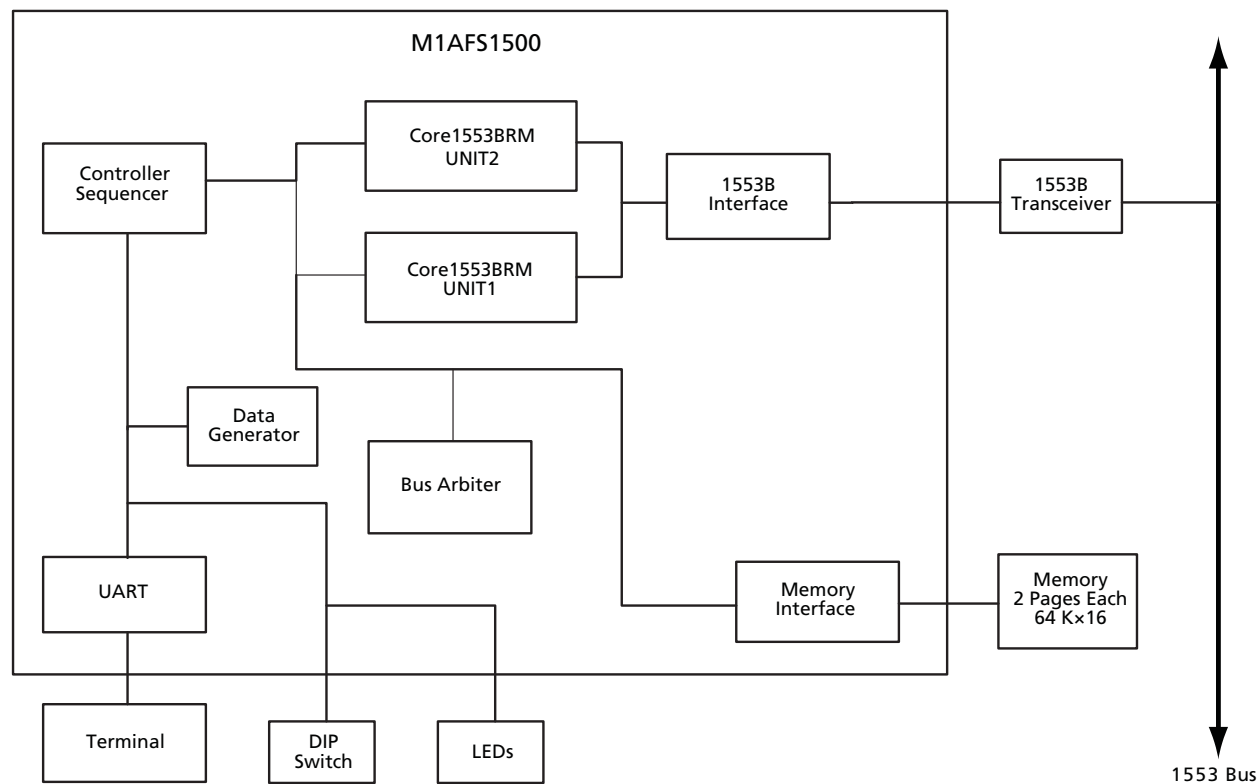 M1AFS1500
Core1553BRM
UNIT2
Controller
Sequencer
1553B
Interface
1553B
Transceiver
Core1553BRM
UNIT1
Data
Generator
Bus Arbiter
UART
Memory
Interface
Memory
2 Pages Each
64 K×16
Terminal
DIP
Switch
LEDs
1553 Bus